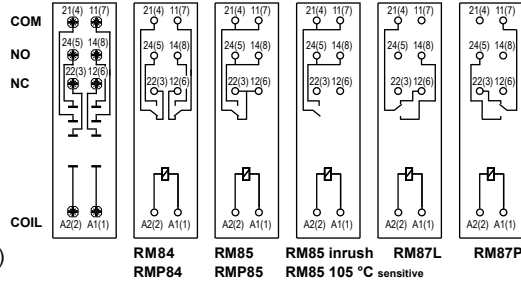 21(4) 11(7) 21(4) 11(7) 21(4) 11(7) 21(4) 11(7) 21(4) 11(7) 21(4) 11(7)
COM
24(5) 14(8) 24(5) 14(8) 24(5) 14(8) 24(5) 14(8) 24(5) 14(8) 24(5) 14(8)
NO
22(3) 12(6) 22(3) 12(6) 22(3) 12(6) 22(3) 12(6) 22(3) 12(6) 22(3) 12(6)
NC
COIL
A2(2) A1(1) A2(2) A1(1) A2(2) A1(1) A2(2) A1(1) A2(2) A1(1) A2(2) A1(1)
)
RM84 RM85 RM85 inrush RM87L RM87P
RMP84 RMP85 RM85 105 °C sensitive